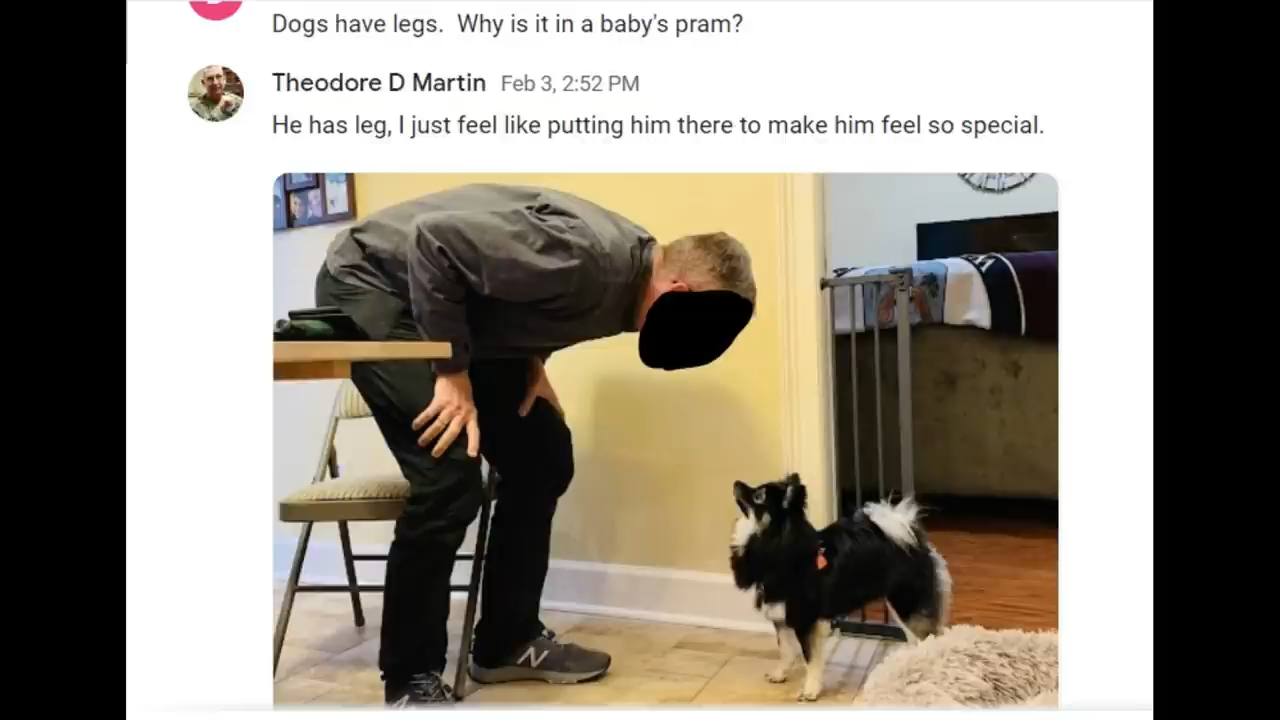 Dogs have legs.  Why is it in a baby's pram?
Theodore D Martin Feb 3, 2:52 PM
He has leg, I just feel like putting him there to make him feel so special.
N